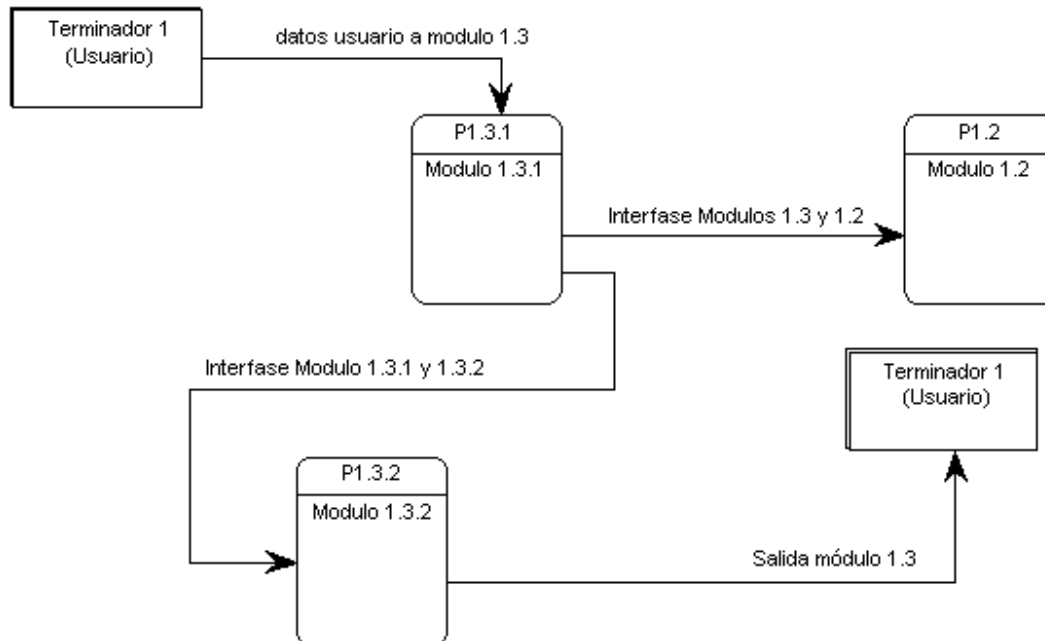 Terminador 1
(Usuario)
datos usuario a modulo 1.3
P1.3.1
Modulo 1.3.1
P1.2
Modulo 1.2
Interfase Modulos 1.3 y 1.2
Interfase Modulo 1.3.1 y 1.3.2
Terminador 1
(Usuario)
P1.3.2
Modulo 1.3.2
Salida módulo 1.3